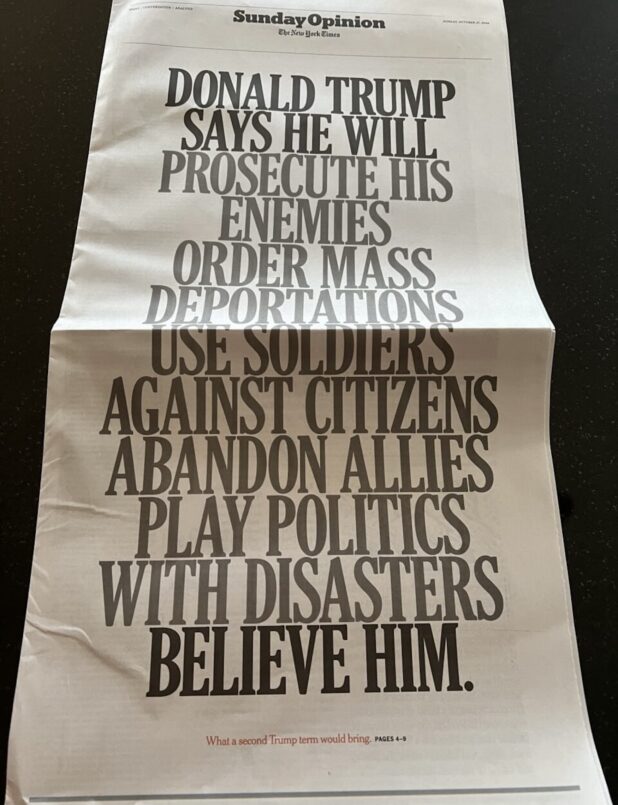 Sunday Opinion
The New York Times
DONALD TRUMP
SAYS HE WILL
PROSECUTE HIS
ENEMIES
ORDER MASS
DEPORTATIONS
USE SOLDIERS
AGAINST CITIZENS
ABANDON ALLIES
PLAY POLITICS
WITH DISASTERS
BELIEVE HIM.
What a second Trump term would bring. PAGES 4–9